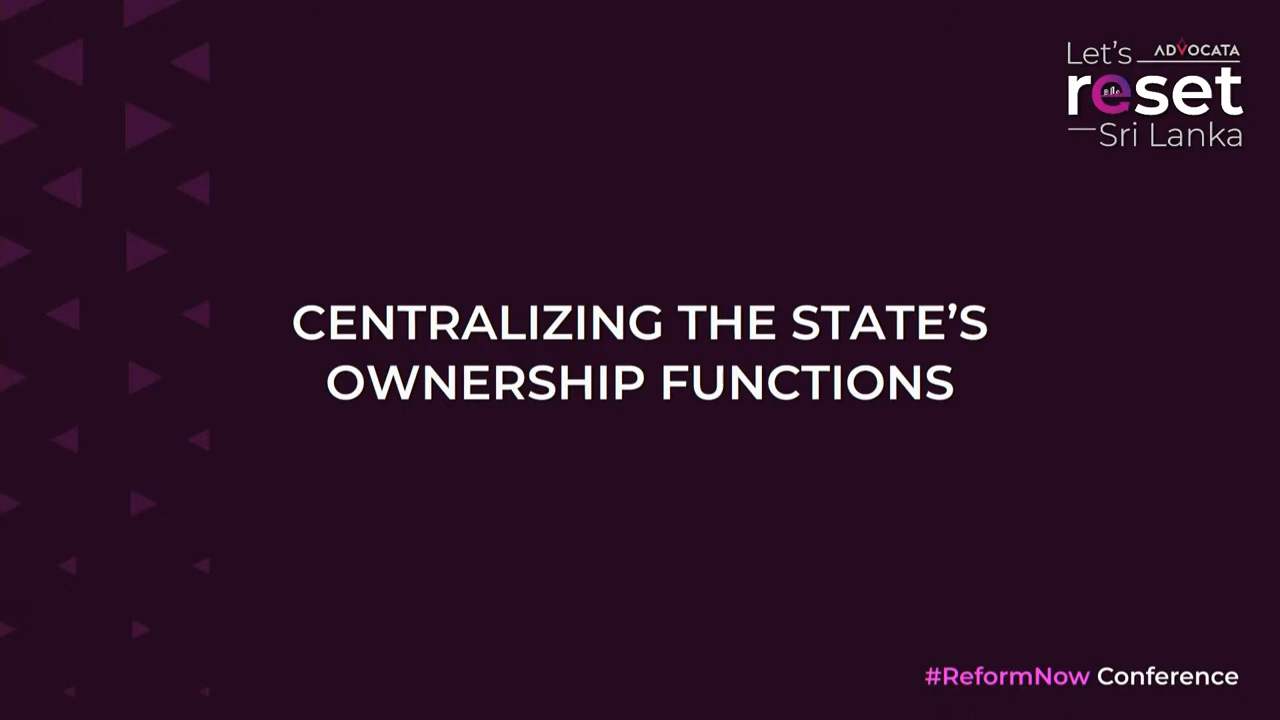 Let's ADVOCATA
reset
Sri Lanka
CENTRALIZING THE STATE’S
OWNERSHIP FUNCTIONS
#ReformNow Conference